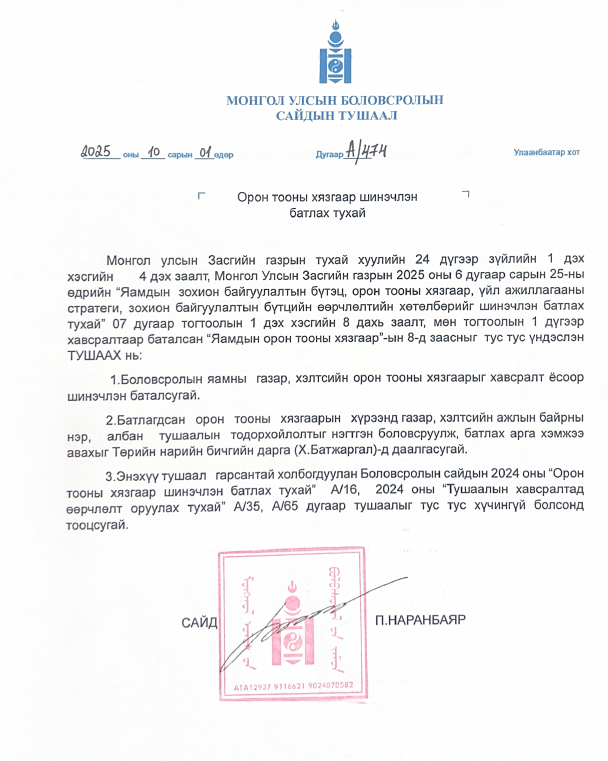 МОНГОЛ УЛСЫН БОЛОВСРОЛЫН
САЙДЫН ТУШААЛ
2025 оны 10 сарын 01 өдөр Дугаар А/474 Улаанбаатар хот
Орон тооны хязгаар шинэчлэн
батлах тухай
Монгол улсын Засгийн газрын тухай хуулийн 24 дүгээр зүйлийн 1 дэх
хэсгийн 4 дэх заалт, Монгол Улсын Засгийн газрын 2025 оны 6 дугаар сарын 25-ны
өдрийн “Яамдын зохион байгуулалтын бүтэц, орон тооны хязгаар, үйл ажиллагааны
стратеги, зохион байгуулалтын бүтцийн өөрчлөлтийн хөтөлбөрийг шинэчлэн батлах
тухай” 07 дугаар тогтоолын 1 дэх хэсгийн 8 дахь заалт, мөн тогтоолын 1 дүгээр
хавсралтаар баталсан “Яамдын орон тооны хязгаар”-ын 8-д заасныг тус тус үндэслэн
ТУШААХ нь:
1.Боловсролын яамны газар, хэлтсийн орон тооны хязгаарыг хавсралт ёсоор
шинэчлэн баталсугай.
2.Батлагдсан орон тооны хязгаарын хүрээнд газар, хэлтсийн ажлын байрны
нэр, албан тушаалын тодорхойлолтыг нэгтгэн боловсруулж, батлах арга хэмжээ
авахыг Төрийн нарийн бичгийн дарга (Х.Батжаргал)-д даалгасугай.
3.Энэхүү тушаал гарсантай холбогдуулан Боловсролын сайдын 2024 оны “Орон
тооны хязгаар шинэчлэн батлах тухай” А/16, 2024 оны “Тушаалын хавсралтад
өөрчлөлт оруулах тухай” А/35, А/65 дугаар тушаалыг тус тус хүчингүй болсонд
тооцсугай.
САЙД П.НАРАНБАЯР
АТА12937 9116621 9024070582